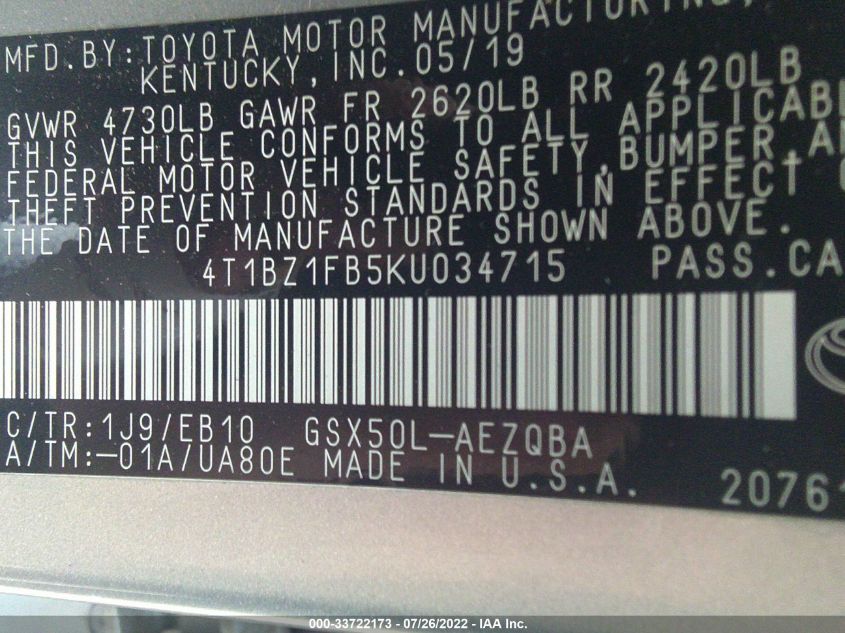 MFD.BY:TOYOTA MOTOR MANUFACTURING,
KENTUCKY,INC.05/19
GVWR 4730LB GAWR FR 2620LB RR 2420LB
THIS VEHICLE CONFORMS TO ALL APPLICABL
FEDERAL MOTOR VEHICLE SAFETY,BUMPER,AN
THEFT PREVENTION STANDARDS IN EFFECT O
THE DATE OF MANUFACTURE SHOWN ABOVE.
4T1BZ1FB5KU034715 PASS.CA
C/TR:1J9/EB10 GSX50L-AEZQBA
A/TM:-01A/UA80E MADE IN U.S.A.
2076
000-33722173 - 07/26/2022 - IAA Inc.